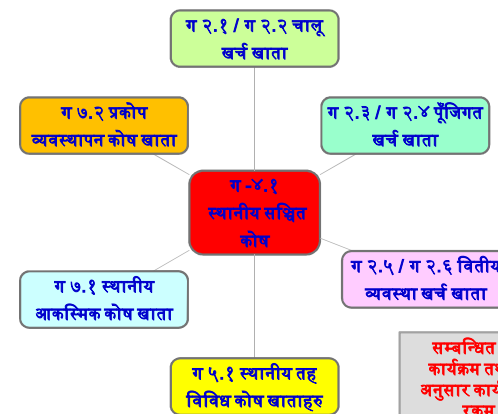 ग २.१ / ग २.२ चालू
खर्च खाता
ग ७.२ प्रकोप
व्यवस्थापन कोष खाता
ग २.३ / ग २.४ पूँजिगत
खर्च खाता
ग -४.१
स्थानीय सञ्चित
कोष
ग २.५ / ग २.६ वितीय
व्यवस्था खर्च खाता
ग ७.१ स्थानीय
आकस्मिक कोष खाता
ग ५.१ स्थानीय तह
विविध कोष खाताहरु
सम्बन्धित
कार्यक्रम
अनुसार
रकम